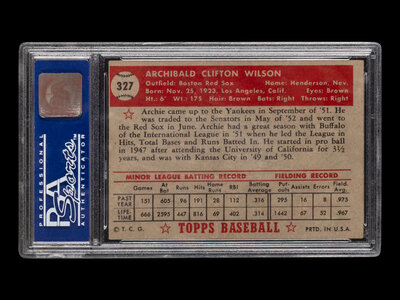 PSA
Sports
PROFESSIONAL SPORTS AUTHENTICATOR
327
ARCHIBALD CLIFTON WILSON
Outfield: Boston Red Sox Home: Henderson, Nev.
Born: Nov. 25, 1923, Los Angeles, Calif. Eyes: Brown
Ht.: 6' Wt.: 175 Hair: Brown Bats: Right Throws: Right
Archie came up to the Yankees in September of '51. He
was traded to the Senators in May of '52 and went to
the Red Sox in June. Archie had a great season with Buffalo
of the International League in '51 when he led the League in
Hits, Total Bases and Runs Batted In. He started in pro ball in
1947 after attending the University of California for 3½
years, and was with Kansas City in '49 and '50.
MINOR LEAGUE BATTING RECORD FIELDING RECORD
Games At Bat Runs Hits HR RBI Batting Average Put-outs Assists Errors Field. Avg.
PAST YEAR 151 605 96 191 28 112 .316 295 16 8 .975
LIFE-TIME 666 2595 447 812 93 .313 1442 67 52 .967
© T. C. G. TOPPS BASEBALL PRTD. IN U.S.A.